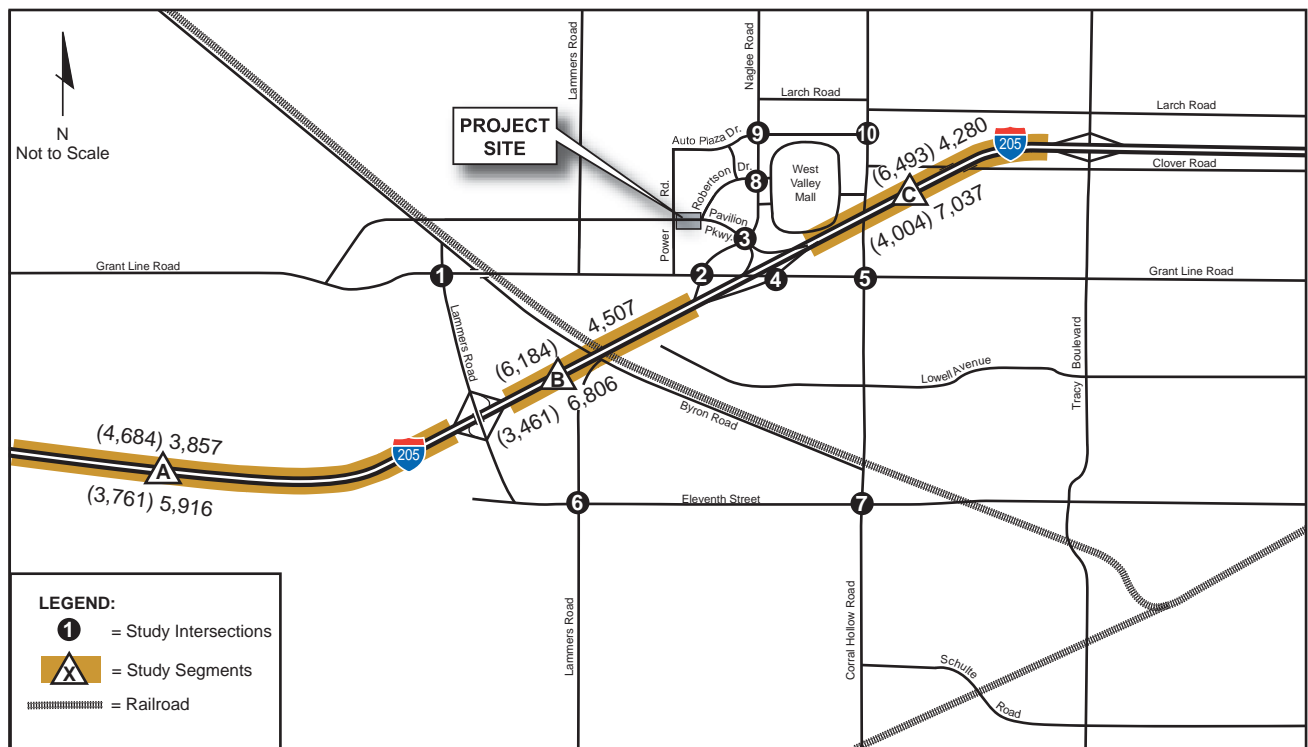 Lammers Road
Naglee Road
Larch Road
Larch Road
N
Not to Scale
PROJECT
SITE
Auto Plaza Dr.
9
10
(6,493) 4,280
205
Clover Road
Robertson Dr.
8
West
Valley
Mall
C
(4,004) 7,037
Power Rd.
Pavilion
Pkwy.
3
Grant Line Road
1
2
4
5
Grant Line Road
4,507
Lammers Road
(6,184)
B
(3,461) 6,806
Lowell Avenue
Tracy Boulevard
Byron Road
(4,684) 3,857
A
205
(3,761) 5,916
6
Eleventh Street
7
Lammers Road
Corral Hollow Road
Schulte
Road
LEGEND:
1 = Study Intersections
X = Study Segments
= Railroad